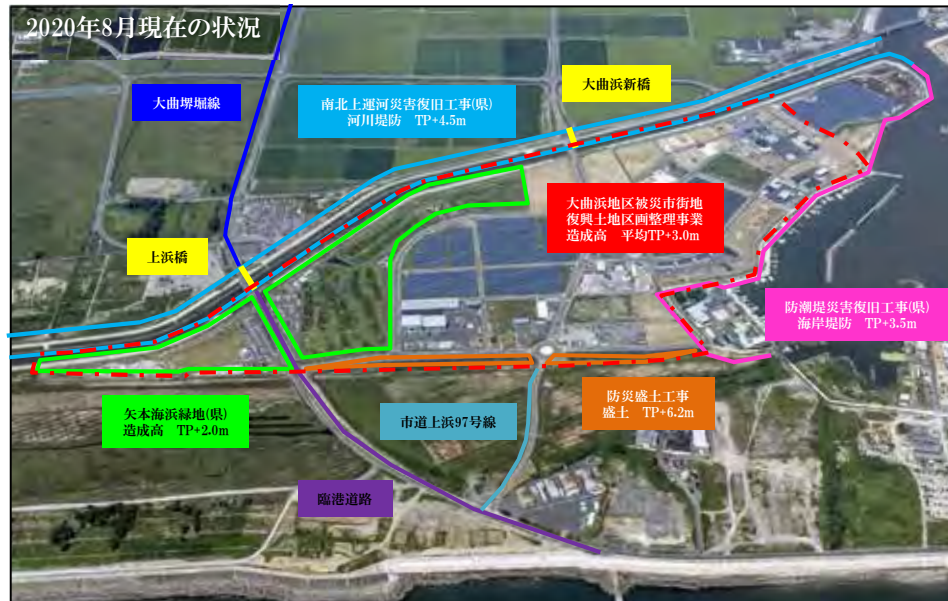 2020年8月現在の状況
大曲堺堀線
南北上運河災害復旧工事(県)
河川堤防 TP+4.5m
大曲浜新橋
上浜橋
大曲浜地区被災市街地
復興土地区画整理事業
造成高 平均TP+3.0m
防潮堤災害復旧工事(県)
海岸堤防 TP+3.5m
矢本海浜緑地(県)
造成高 TP+2.0m
市道上浜97号線
防災盛土工事
盛土 TP+6.2m
臨港道路